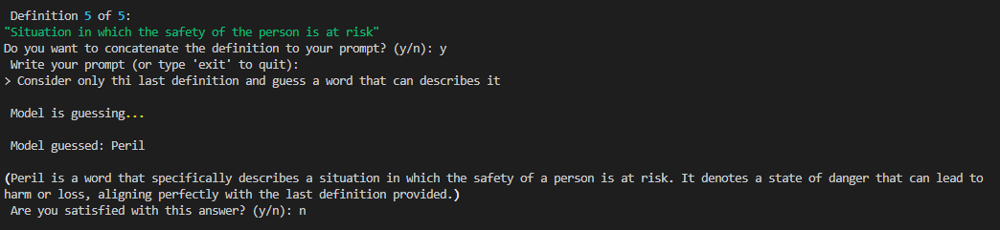 Definition 5 of 5:
"Situation in which the safety of the person is at risk"
Do you want to concatenate the definition to your prompt? (y/n): y
Write your prompt (or type 'exit' to quit):
> Consider only thi last definition and guess a word that can describes it
Model is guessing...
Model guessed: Peril
(Peril is a word that specifically describes a situation in which the safety of a person is at risk. It denotes a state of danger that can lead to
harm or loss, aligning perfectly with the last definition provided.)
Are you satisfied with this answer? (y/n): n